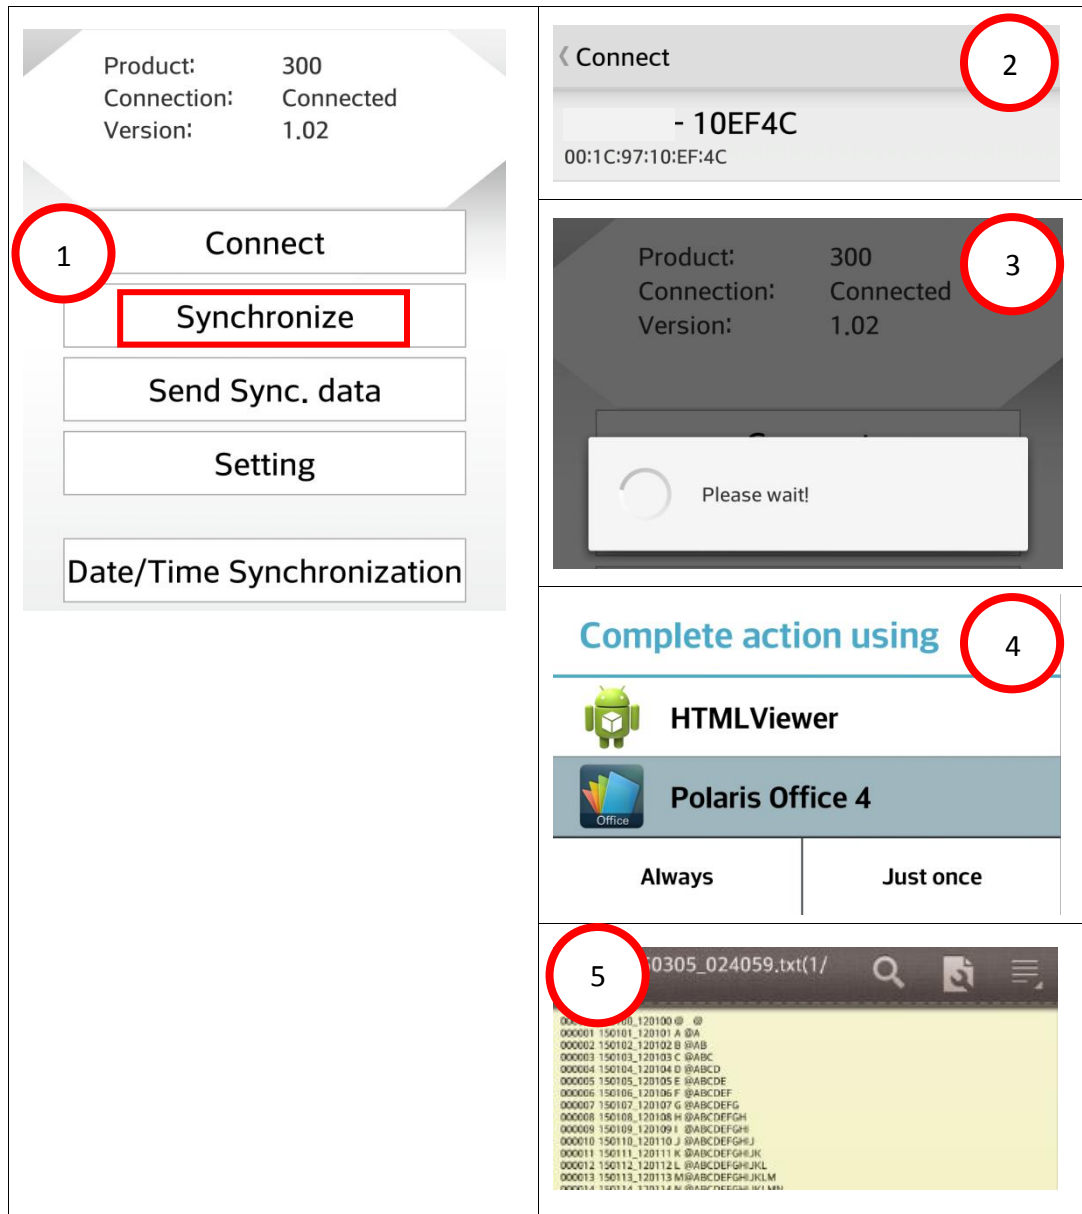 Product: 300
Connection: Connected
Version: 1.02
1
Connect
Synchronize
Send Sync. data
Setting
Date/Time Synchronization
Connect
2
- 10EF4C
00:1C:97:10:EF:4C
Product: 300
3
Connection: Connected
Version: 1.02
Please wait!
Complete action using
4
HTMLViewer
Office
Polaris Office 4
Always Just once
5
0305_024059.txt(1/
_120100 @ @
000001 150101_120101 A @A
000002 150102_120102 B @AB
000003 150103_120103 C @ABC
000004 150104_120104 D @ABCD
000005 150105_120105 E @ABCDE
000006 150106_120106 F @ABCDEF
000007 150107_120107 G @ABCDEFG
000008 150108_120108 H @ABCDEFGH
000009 150109_120109 I @ABCDEFGHI
000010 150110_120110 J @ABCDEFGHIJ
000011 150111_120111 K @ABCDEFGHIJK
000012 150112_120112 L @ABCDEFGHIJKL
000013 150113_120113 M@ABCDEFGHIJKLM
000014 150114_120114 N @ABCDEFGHIJKLMN